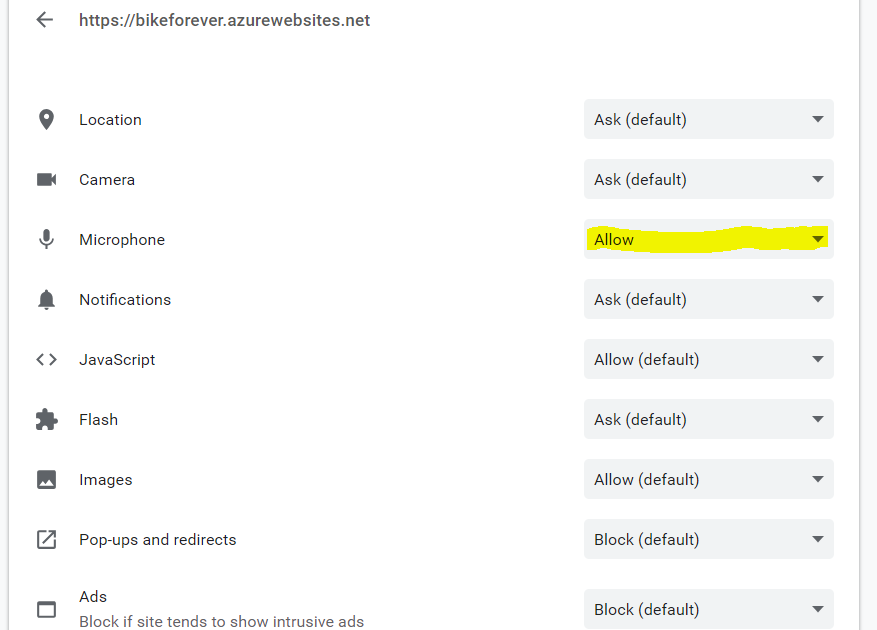 https://bikeforever.azurewebsites.net
Location Ask (default)
Camera Ask (default)
Microphone Allow
Notifications Ask (default)
JavaScript Allow (default)
Flash Ask (default)
Images Allow (default)
Pop-ups and redirects Block (default)
Ads
Block if site tends to show intrusive ads Block (default)